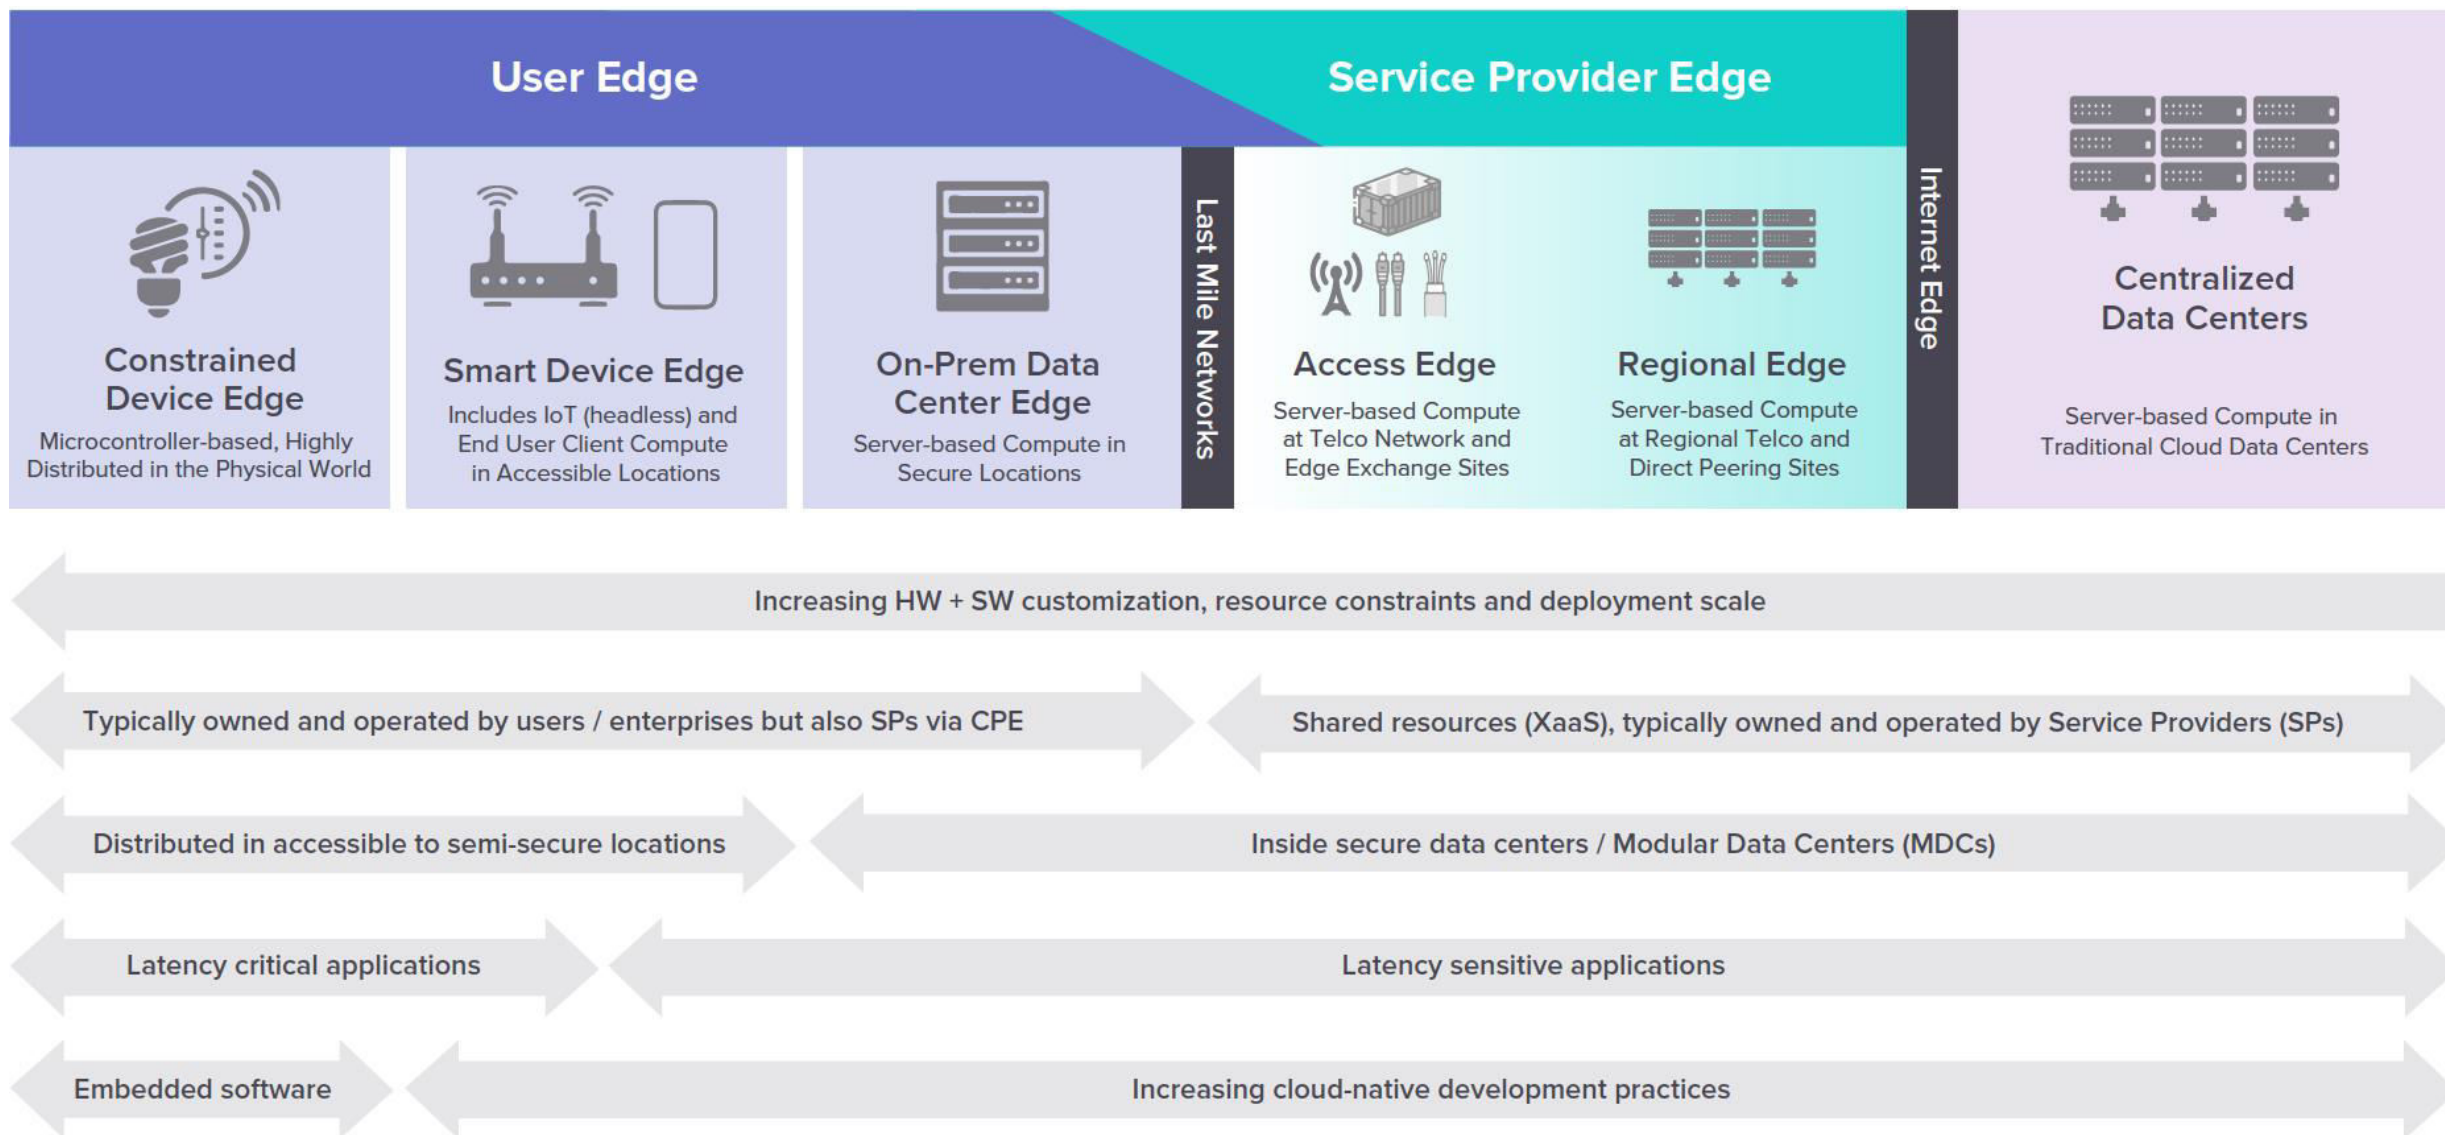 User Edge
Service Provider Edge
Constrained
Device Edge
Microcontroller-based, Highly
Distributed in the Physical World
Smart Device Edge
Includes IoT (headless) and
End User Client Compute
in Accessible Locations
On-Prem Data
Center Edge
Server-based Compute in
Secure Locations
Last Mile Networks
Access Edge
Server-based Compute
at Telco Network and
Edge Exchange Sites
Regional Edge
Server-based Compute
at Regional Telco and
Direct Peering Sites
Internet Edge
Centralized
Data Centers
Server-based Compute in
Traditional Cloud Data Centers
Increasing HW + SW customization, resource constraints and deployment scale
Typically owned and operated by users / enterprises but also SPs via CPE
Shared resources (XaaS), typically owned and operated by Service Providers (SPs)
Distributed in accessible to semi-secure locations
Inside secure data centers / Modular Data Centers (MDCs)
Latency critical applications
Latency sensitive applications
Embedded software
Increasing cloud-native development practices